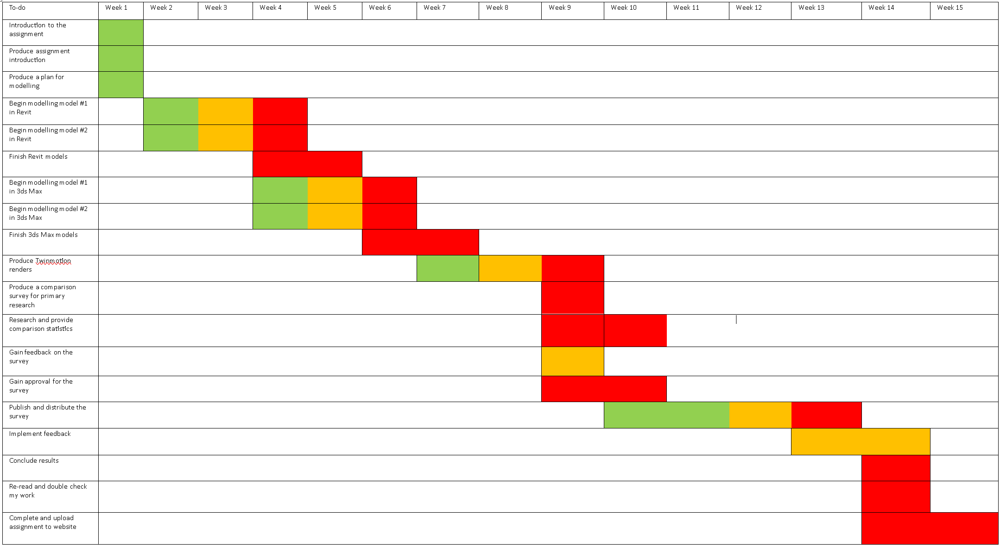 To-do Week 1 Week 2 Week 3 Week 4 Week 5 Week 6 Week 7 Week 8 Week 9 Week 10 Week 11 Week 12 Week 13 Week 14 Week 15
Introduction to the
assignment
Produce assignment
introduction
Produce a plan for
modelling
Begin modelling model #1
in Revit
Begin modelling model #2
in Revit
Finish Revit models
Begin modelling model #1
in 3ds Max
Begin modelling model #2
in 3ds Max
Finish 3ds Max models
Produce Twinmotion
renders
Produce a comparison
survey for primary
research
Research and provide
comparison statistics
Gain feedback on the
survey
Gain approval for the
survey
Publish and distribute the
survey
Implement feedback
Conclude results
Re-read and double check
my work
Complete and upload
assignment to website